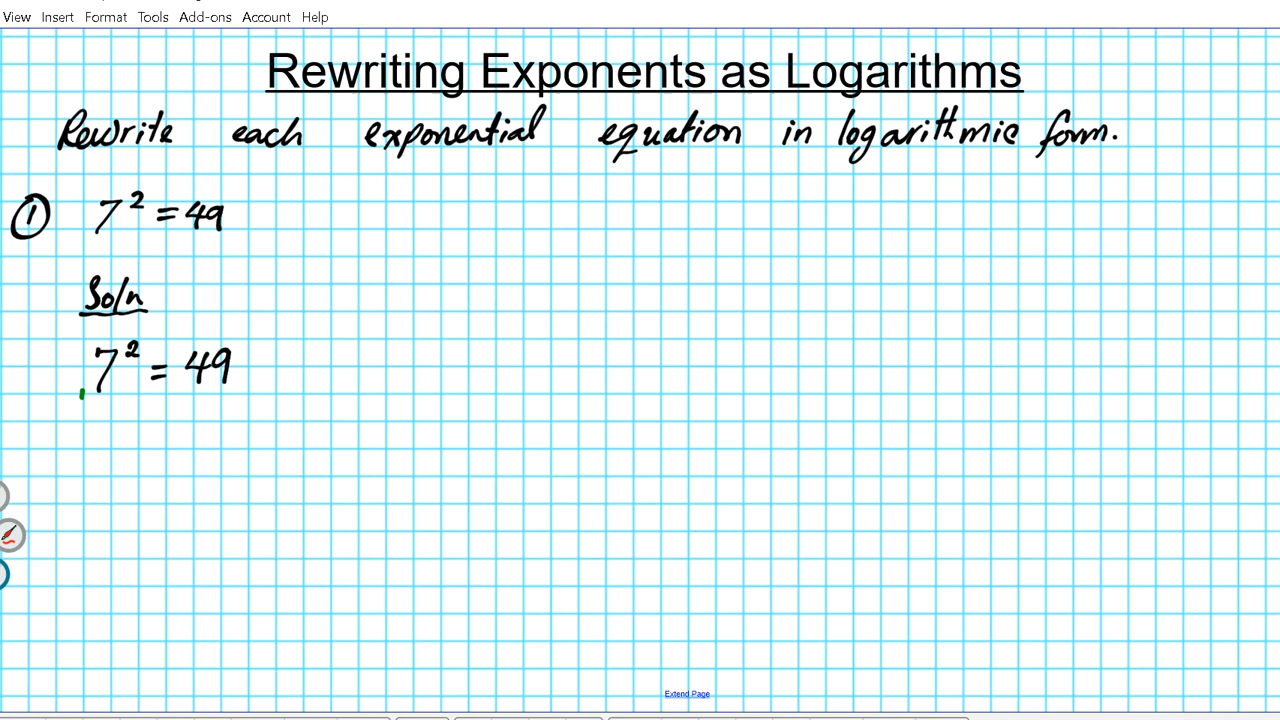 View Insert Format Tools Add-ons Account Help
Rewriting Exponents as Logarithms
Rewrite each exponential equation in logarithmic form.
① 7² = 49
Soln
7² = 49
Extend Page